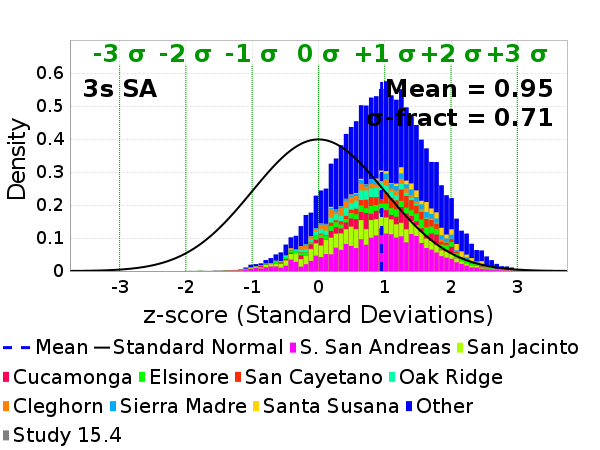 -3 σ -2 σ -1 σ 0 σ +1 σ +2 σ +3 σ
3s SA
Mean = 0.95
σ-fract = 0.71
Density
0.6
0.5
0.4
0.3
0.2
0.1
0
-3 -2 -1 0 1 2 3
z-score (Standard Deviations)
Mean Standard Normal S. San Andreas San Jacinto
Cucamonga Elsinore San Cayetano Oak Ridge
Cleghorn Sierra Madre Santa Susana Other
Study 15.4